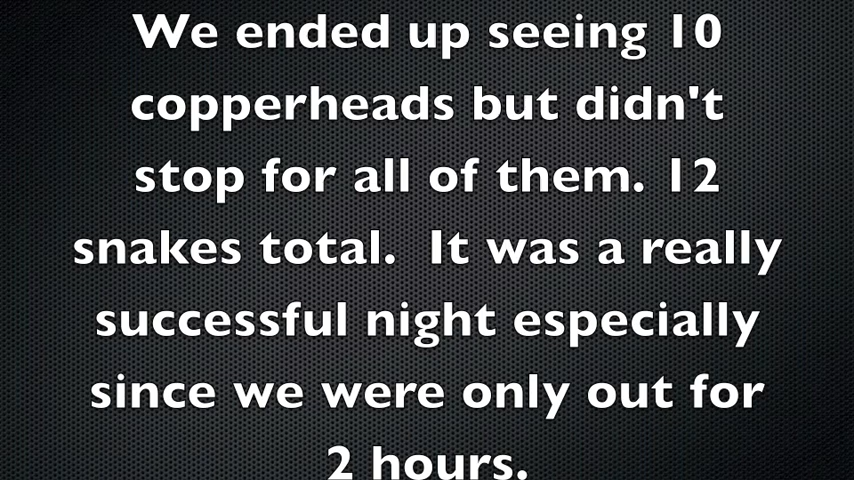 We ended up seeing 10
copperheads but didn't
stop for all of them. 12
snakes total.  It was a really
successful night especially
since we were only out for
2 hours.